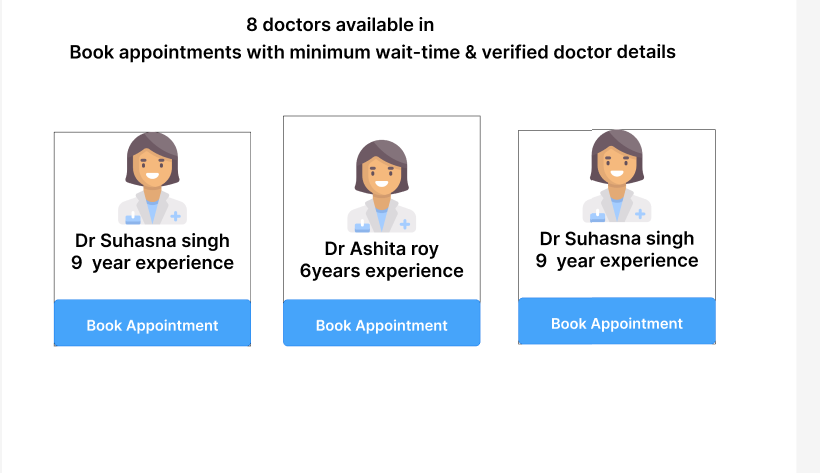 8 doctors available in
Book appointments with minimum wait-time & verified doctor details
Dr Suhasna singh
9  year experience
Book Appointment
Dr Ashita roy
6years experience
Book Appointment
Dr Suhasna singh
9  year experience
Book Appointment